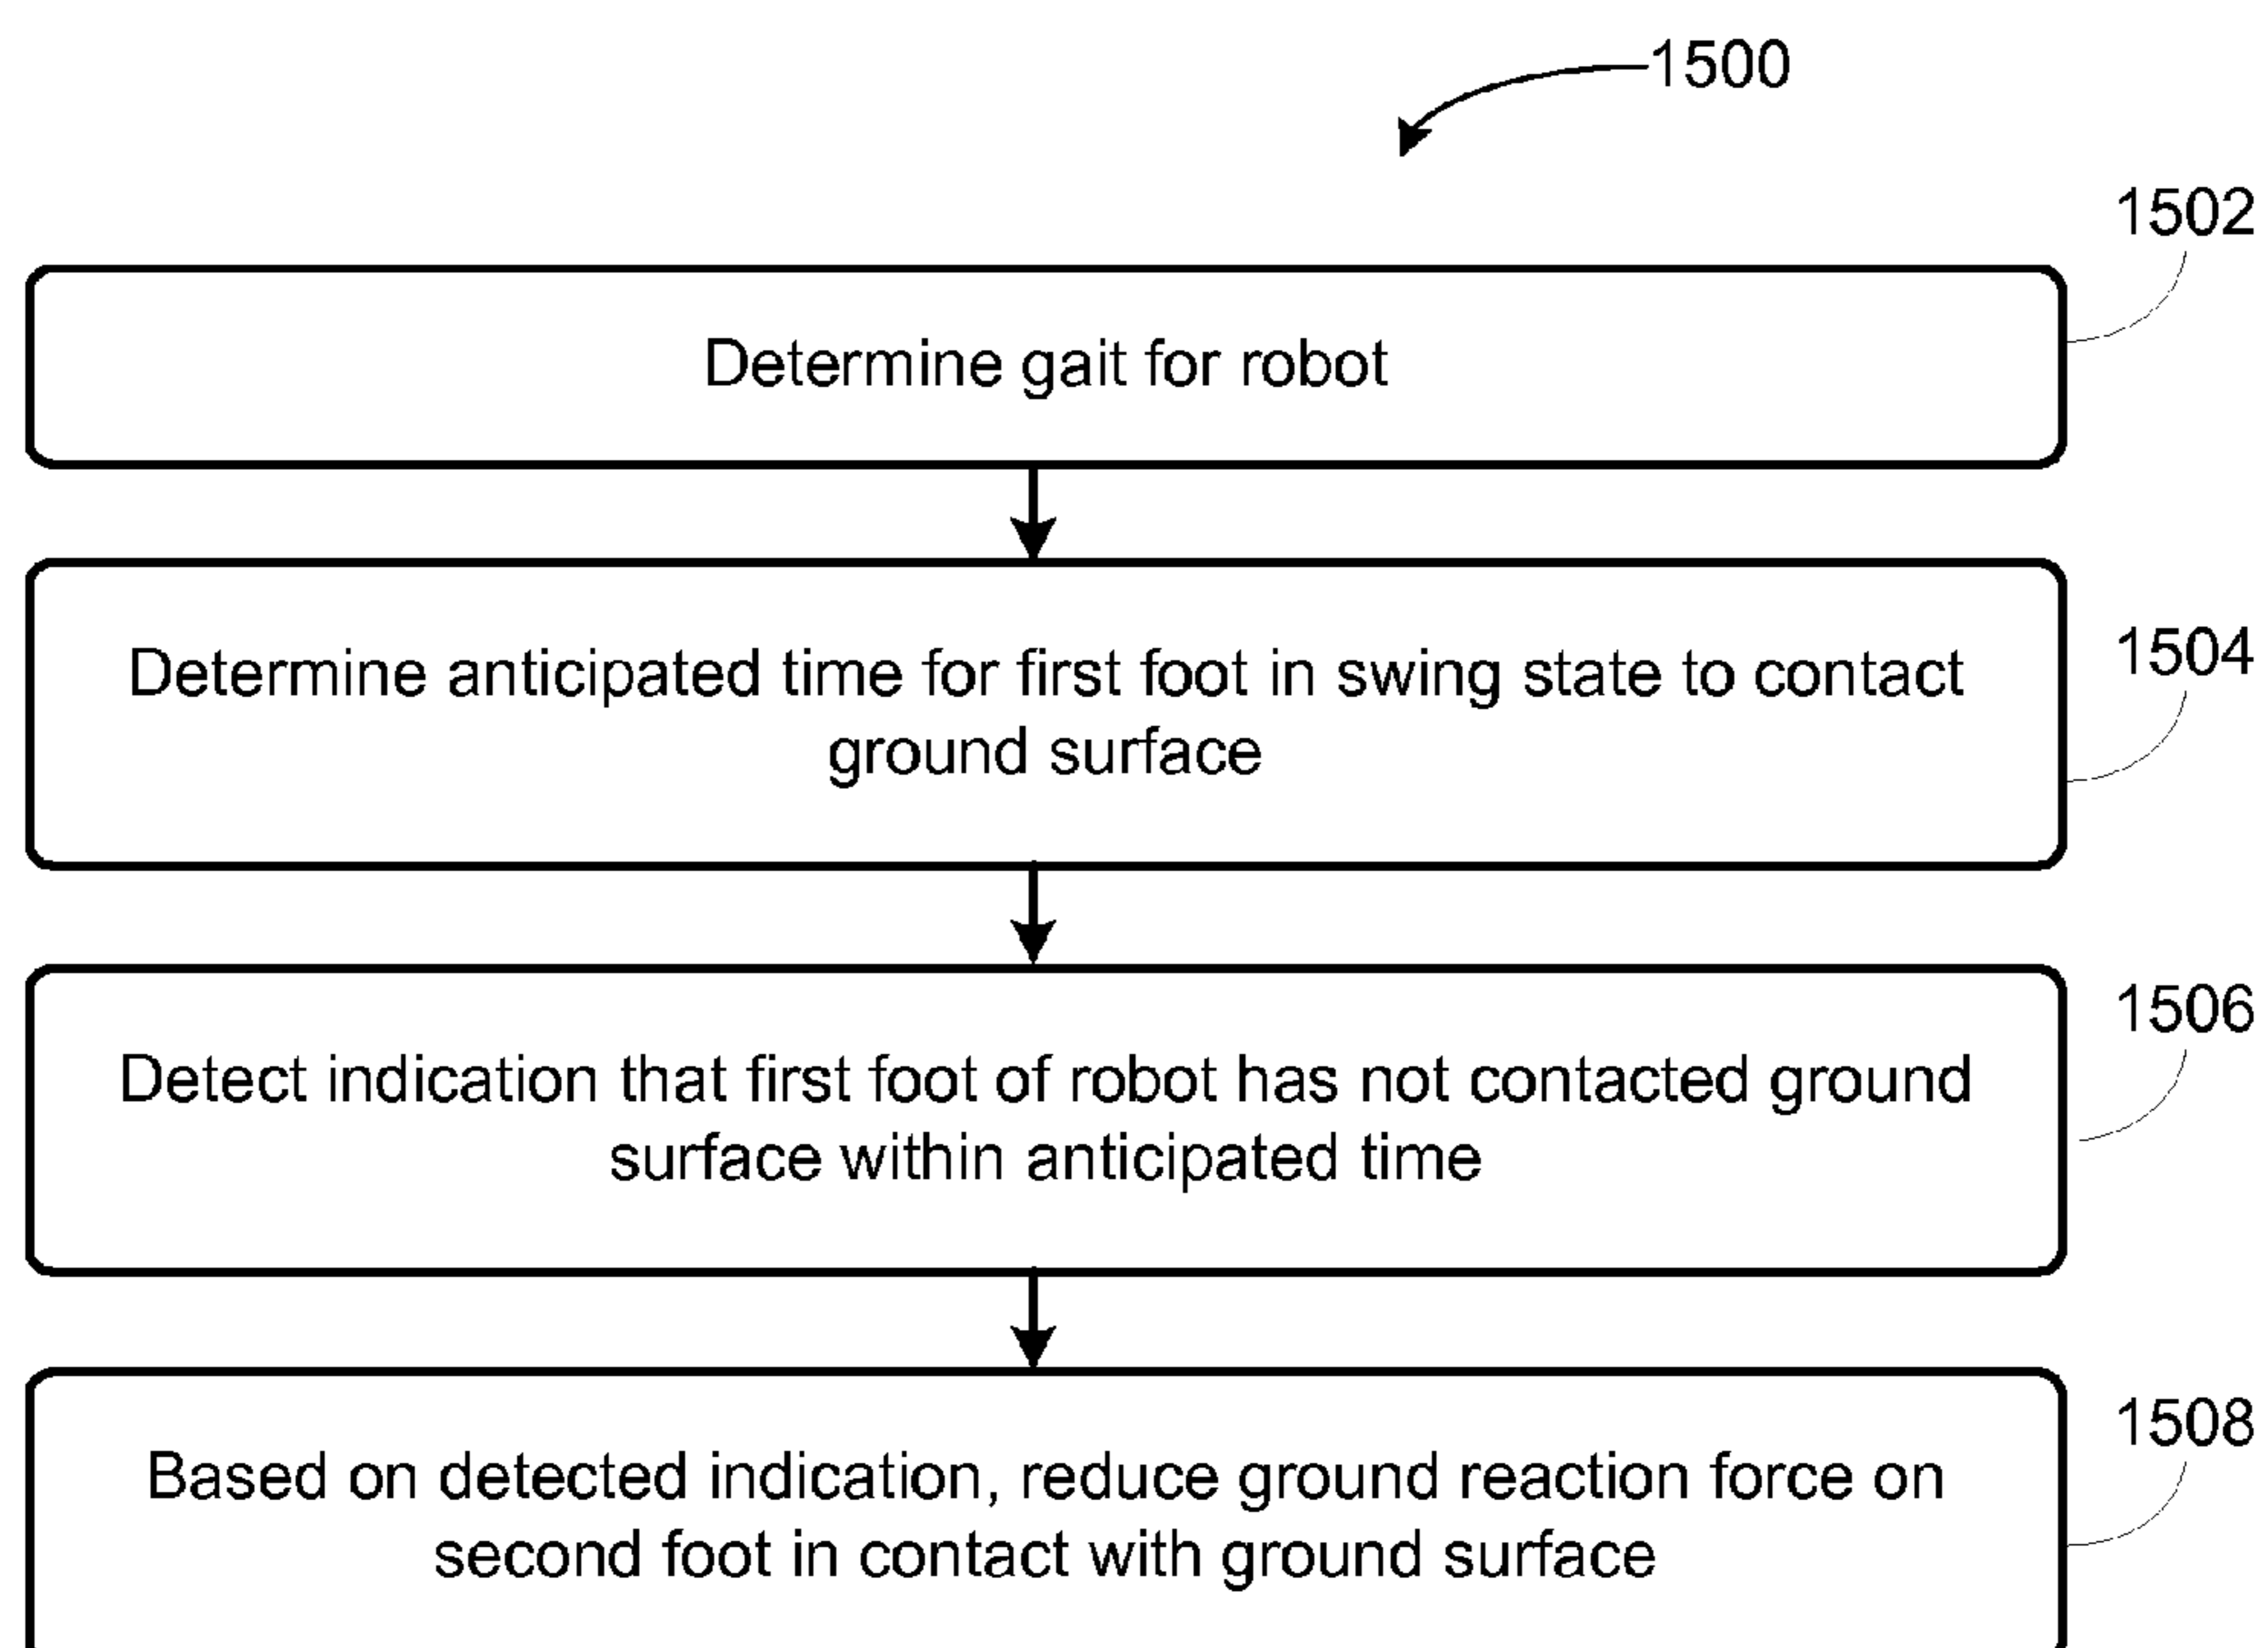 1500
1502
Determine gait for robot
1504
Determine anticipated time for first foot in swing state to contact
ground surface
1506
Detect indication that first foot of robot has not contacted ground
surface within anticipated time
1508
Based on detected indication, reduce ground reaction force on
second foot in contact with ground surface